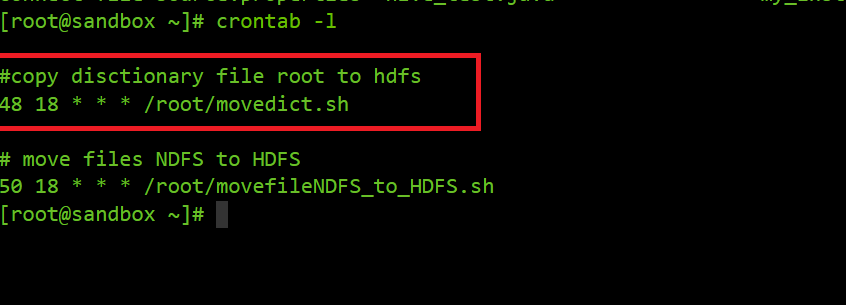 [root@sandbox ~]# crontab -l
#copy disctionary file root to hdfs
48 18 * * * /root/movedict.sh
# move files NDFS to HDFS
50 18 * * * /root/movefileNDFS_to_HDFS.sh
[root@sandbox ~]#